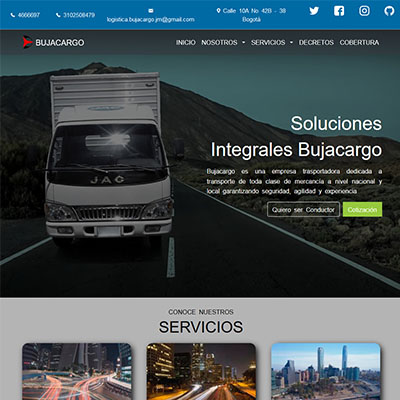 4666697
3102508479
logistica.bujacargo.jm@gmail.com
Calle 10A No 42B - 38
Bogotá
BUJACARGO
INICIO NOSOTROS SERVICIOS DECRETOS COBERTURA
JAC
Soluciones
Integrales Bujacargo
Bujacargo es una empresa trasportadora dedicada a
transporte de toda clase de mercancía a nivel nacional y
local garantizando seguridad, agilidad y experiencia
Quiero ser Conductor
Cotización
CONOCE NUESTROS
SERVICIOS